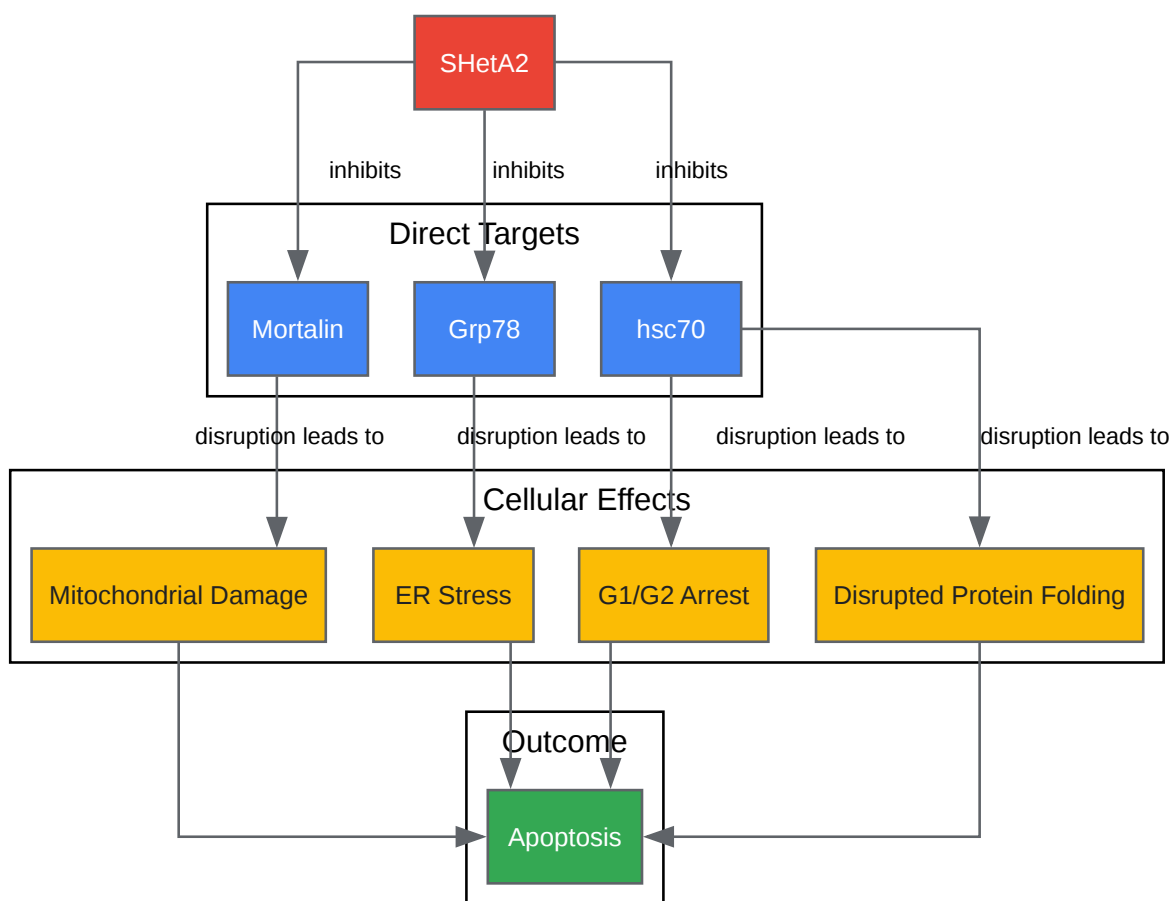 SHetA2
inhibits
inhibits
inhibits
Direct Targets
Mortalin
Grp78
hsc70
disruption leads to
disruption leads to
disruption leads to
disruption leads to
Cellular Effects
Mitochondrial Damage
ER Stress
G1/G2 Arrest
Disrupted Protein Folding
Outcome
Apoptosis